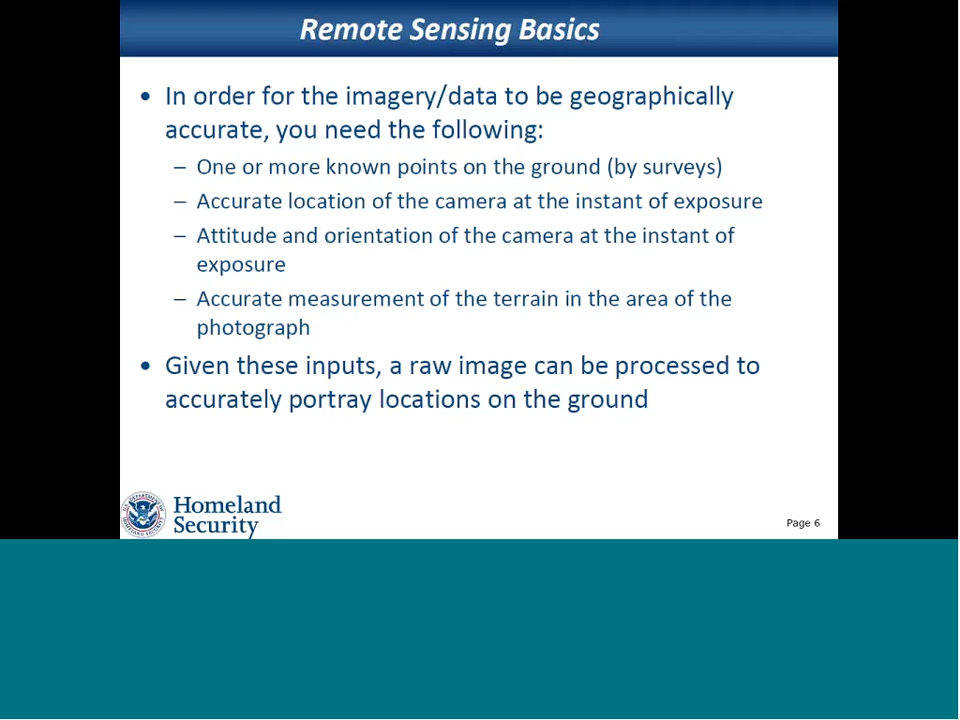 Remote Sensing Basics
• In order for the imagery/data to be geographically
accurate, you need the following:
– One or more known points on the ground (by surveys)
– Accurate location of the camera at the instant of exposure
– Attitude and orientation of the camera at the instant of
exposure
– Accurate measurement of the terrain in the area of the
photograph
• Given these inputs, a raw image can be processed to
accurately portray locations on the ground
Homeland
Security
Page 6